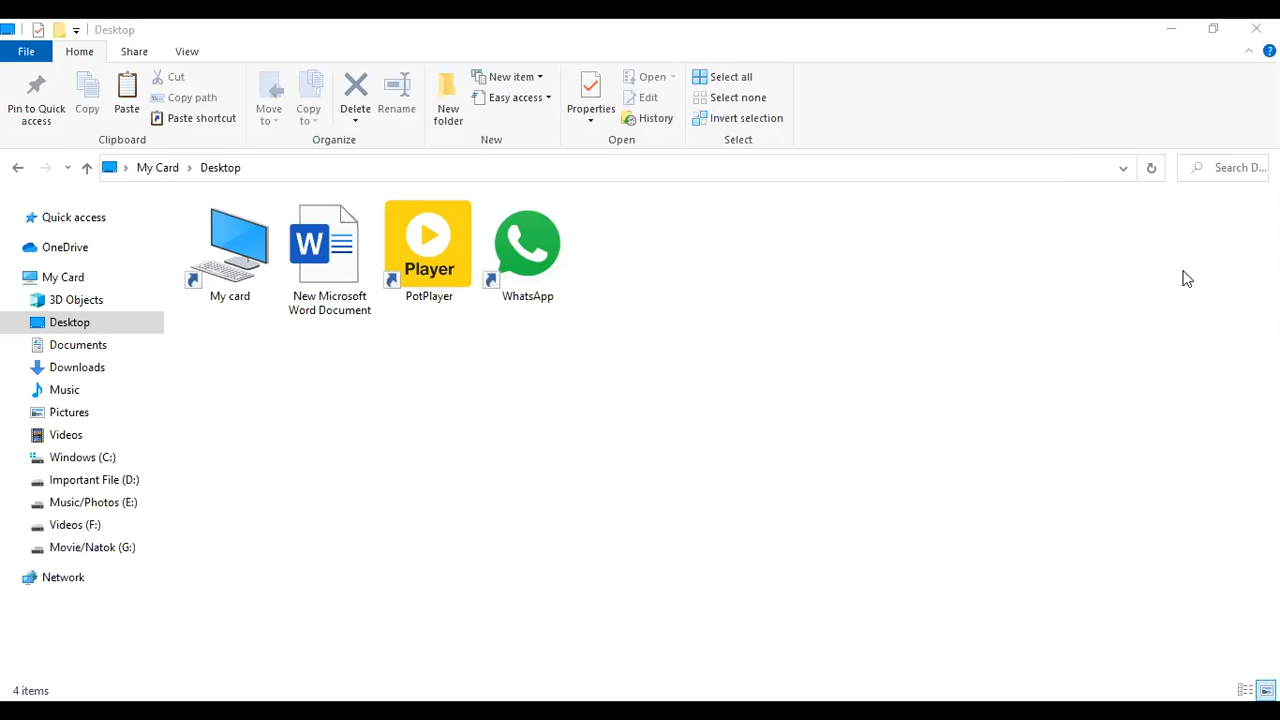 Desktop
File Home Share View
Pin to Quick access
Copy
Paste
Cut
Copy path
Paste shortcut
Clipboard
Move to
Copy to
Delete
Rename
Organize
New folder
New item
Easy access
New
Properties
Open
Edit
History
Open
Select all
Select none
Invert selection
Select
My Card Desktop
Search D...
Quick access
OneDrive
My Card
3D Objects
Desktop
Documents
Downloads
Music
Pictures
Videos
Windows (C:)
Important File (D:)
Music/Photos (E:)
Videos (F:)
Movie/Natok (G:)
Network
My card
W
New Microsoft
Word Document
Player
PotPlayer
WhatsApp
4 items